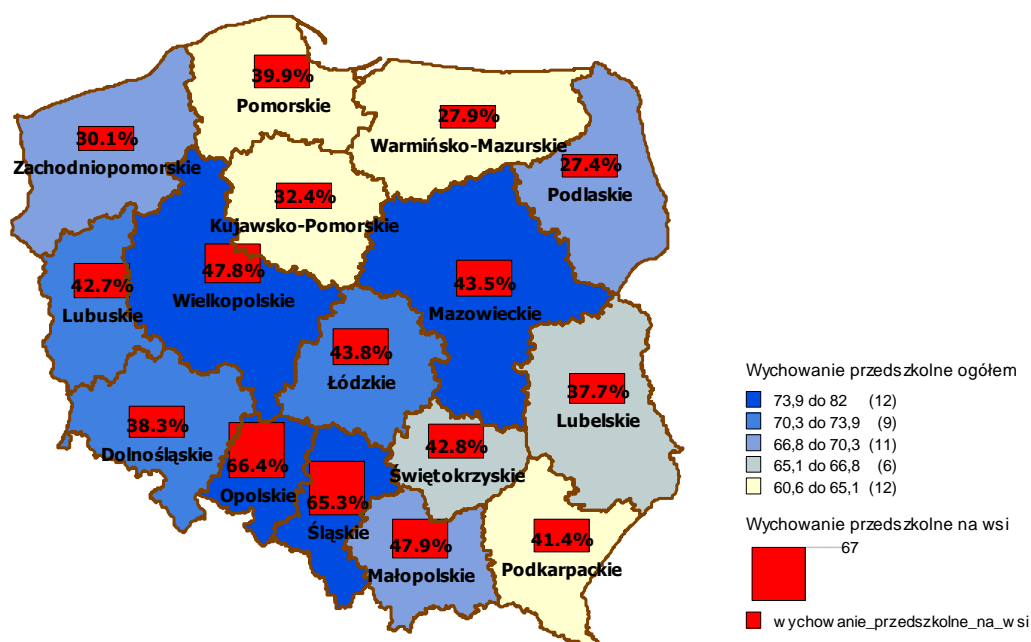 39.9%
Pomorskie
27.9%
Warmińsko-Mazurskie
30.1%
Zachodniopomorskie
27.4%
Podlaskie
32.4%
Kujawsko-Pomorskie
47.8%
Wielkopolskie
42.7%
Lubuskie
43.5%
Mazowieckie
43.8%
Łódzkie
37.7%
Lubelskie
38.3%
Dolnośląskie
66.4%
Opolskie
65.3%
Śląskie
42.8%
Świętokrzyskie
47.9%
Małopolskie
41.4%
Podkarpackie
Wychowanie przedszkolne ogółem
73,9 do 82 (12)
70,3 do 73,9 (9)
66,8 do 70,3 (11)
65,1 do 66,8 (6)
60,6 do 65,1 (12)
Wychowanie przedszkolne na wsi
67
wychowanie_przedszkolne_na_wsi